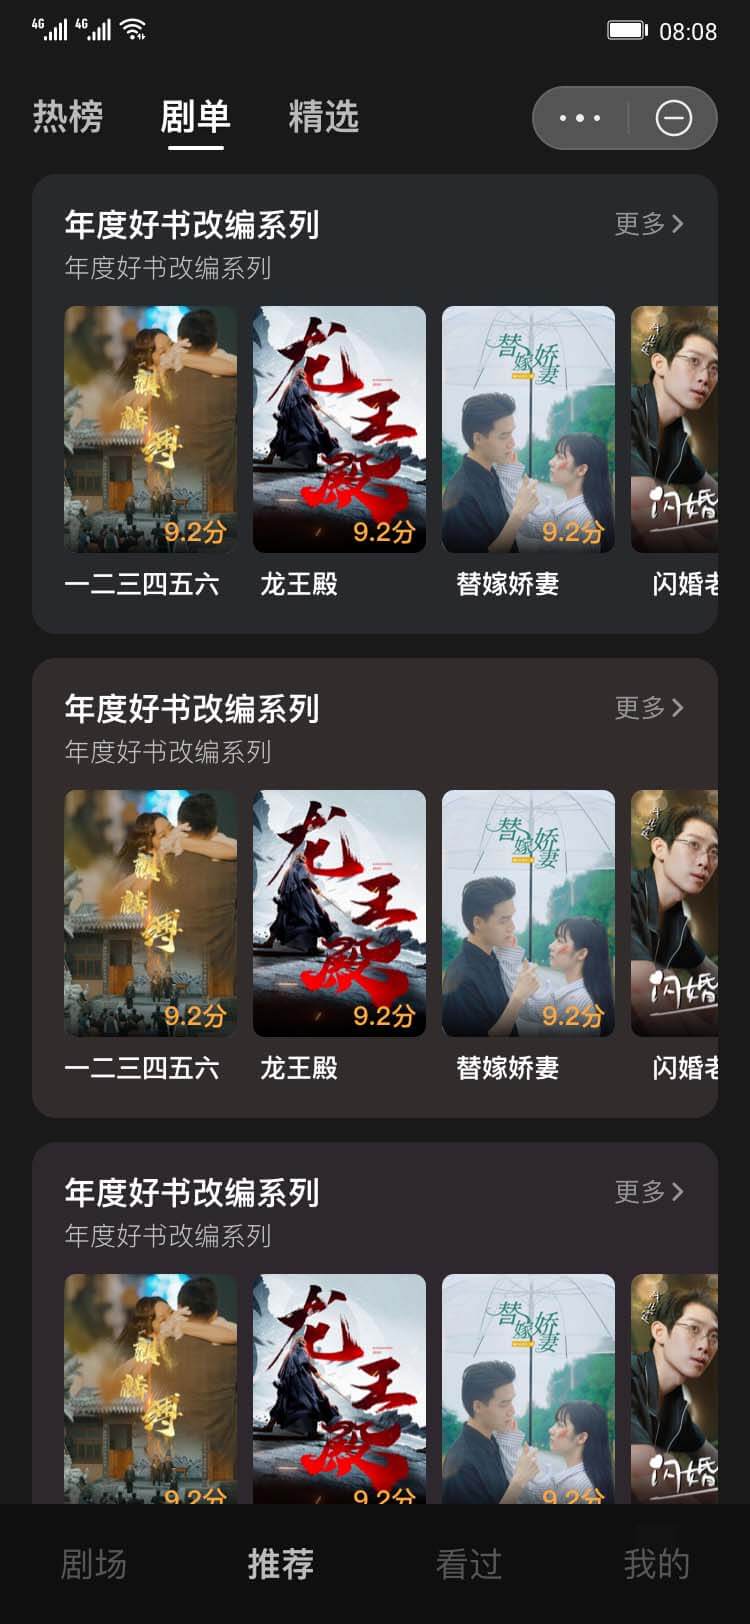 4G 4G 08:08
热榜 剧单 精选
年度好书改编系列 更多
年度好书改编系列
龙王殿
替嫁娇妻
闪婚
9.2分 9.2分 9.2分
一二三四五六 龙王殿 替嫁娇妻 闪婚老
年度好书改编系列 更多
年度好书改编系列
龙王殿
替嫁娇妻
闪婚
9.2分 9.2分 9.2分
一二三四五六 龙王殿 替嫁娇妻 闪婚老
年度好书改编系列 更多
年度好书改编系列
龙王殿
替嫁娇妻
闪婚
9.2分 9.2分 9.2分
剧场 推荐 看过 我的